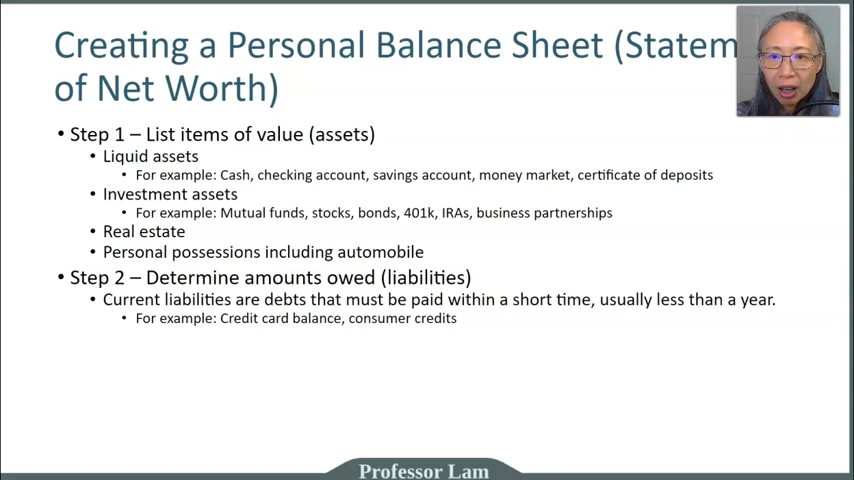 Creating a Personal Balance Sheet (Statem
of Net Worth)
• Step 1 – List items of value (assets)
• Liquid assets
• For example: Cash, checking account, savings account, money market, certificate of deposits
• Investment assets
• For example: Mutual funds, stocks, bonds, 401k, IRAs, business partnerships
• Real estate
• Personal possessions including automobile
• Step 2 – Determine amounts owed (liabilities)
• Current liabilities are debts that must be paid within a short time, usually less than a year.
• For example: Credit card balance, consumer credits
Professor Lam